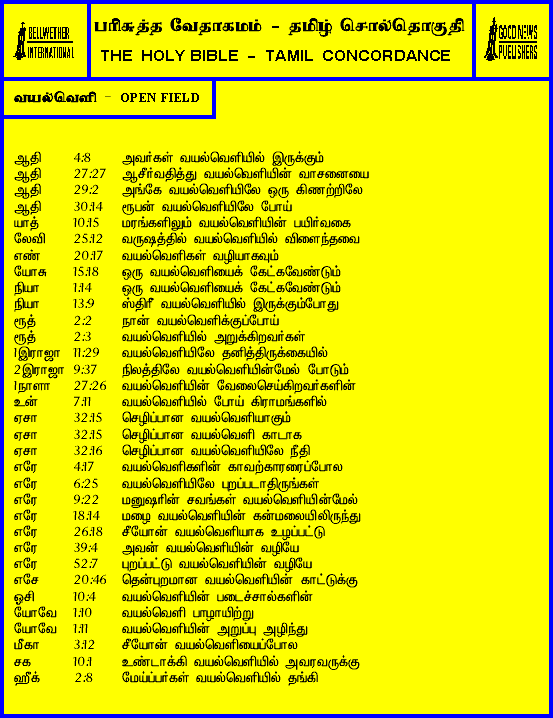 BELLWETHER
INTERNATIONAL
பரிசுத்த வேதாகமம் - தமிழ் சொல்தொகுதி
THE HOLY BIBLE - TAMIL CONCORDANCE
GOOD NEWS
PUBLISHERS
வயல்வெளி - OPEN FIELD
ஆதி 4:8 அவர்கள் வயல்வெளியில் இருக்கும்
ஆதி 27:27 ஆசீர்வதித்து வயல்வெளியின் வாசனையை
ஆதி 29:2 அங்கே வயல்வெளியிலே ஒரு கிணற்றிலே
ஆதி 30:14 ரூபன் வயல்வெளியிலே போய்
யாத் 10:15 மரங்களிலும் வயல்வெளியின் பயிர்வகை
லேவி 25:12 வருஷத்தில் வயல்வெளியில் விளைந்தவை
எண் 20:17 வயல்வெளிகள் வழியாகவும்
யோசு 15:18 ஒரு வயல்வெளியைக் கேட்கவேண்டும்
நியா 1:14 ஒரு வயல்வெளியைக் கேட்கவேண்டும்
நியா 13:9 ஸ்திரீ வயல்வெளியில் இருக்கும்போது
ரூத் 2:2 நான் வயல்வெளிக்குப்போய்
ரூத் 2:3 வயல்வெளியில் அறுக்கிறவர்கள்
1இராஜா 11:29 வயல்வெளியிலே தனித்திருக்கையில்
2இராஜா 9:37 நிலத்திலே வயல்வெளியின்மேல் போடும்
1நாளா 27:26 வயல்வெளியின் வேலைசெய்கிறவர்களின்
உன் 7:11 வயல்வெளியில் போய் கிராமங்களில்
ஏசா 32:15 செழிப்பான வயல்வெளியாகும்
ஏசா 32:15 செழிப்பான வயல்வெளி காடாக
ஏசா 32:16 செழிப்பான வயல்வெளியிலே நீதி
எரே 4:17 வயல்வெளிகளின் காவற்காரரைப்போல
எரே 6:25 வயல்வெளியிலே புறப்படாதிருங்கள்
எரே 9:22 மனுஷரின் சவங்கள் வயல்வெளியின்மேல்
எரே 18:14 மழை வயல்வெளியின் கன்மலையிலிருந்து
எரே 26:18 சீயோன் வயல்வெளியாக உழப்பட்டு
எரே 39:4 அவன் வயல்வெளியின் வழியே
எரே 52:7 புறப்பட்டு வயல்வெளியின் வழியே
எசே 20:46 தென்புறமான வயல்வெளியின் காட்டுக்கு
ஓசி 10:4 வயல்வெளியின் படைச்சால்களின்
யோவே 1:10 வயல்வெளி பாழாயிற்று
யோவே 1:11 வயல்வெளியின் அறுப்பு அழிந்து
மீகா 3:12 சீயோன் வயல்வெளியைப்போல
சக 10:1 உண்டாக்கி வயல்வெளியில் அவரவருக்கு
லூக் 2:8 மேய்ப்பர்கள் வயல்வெளியில் தங்கி